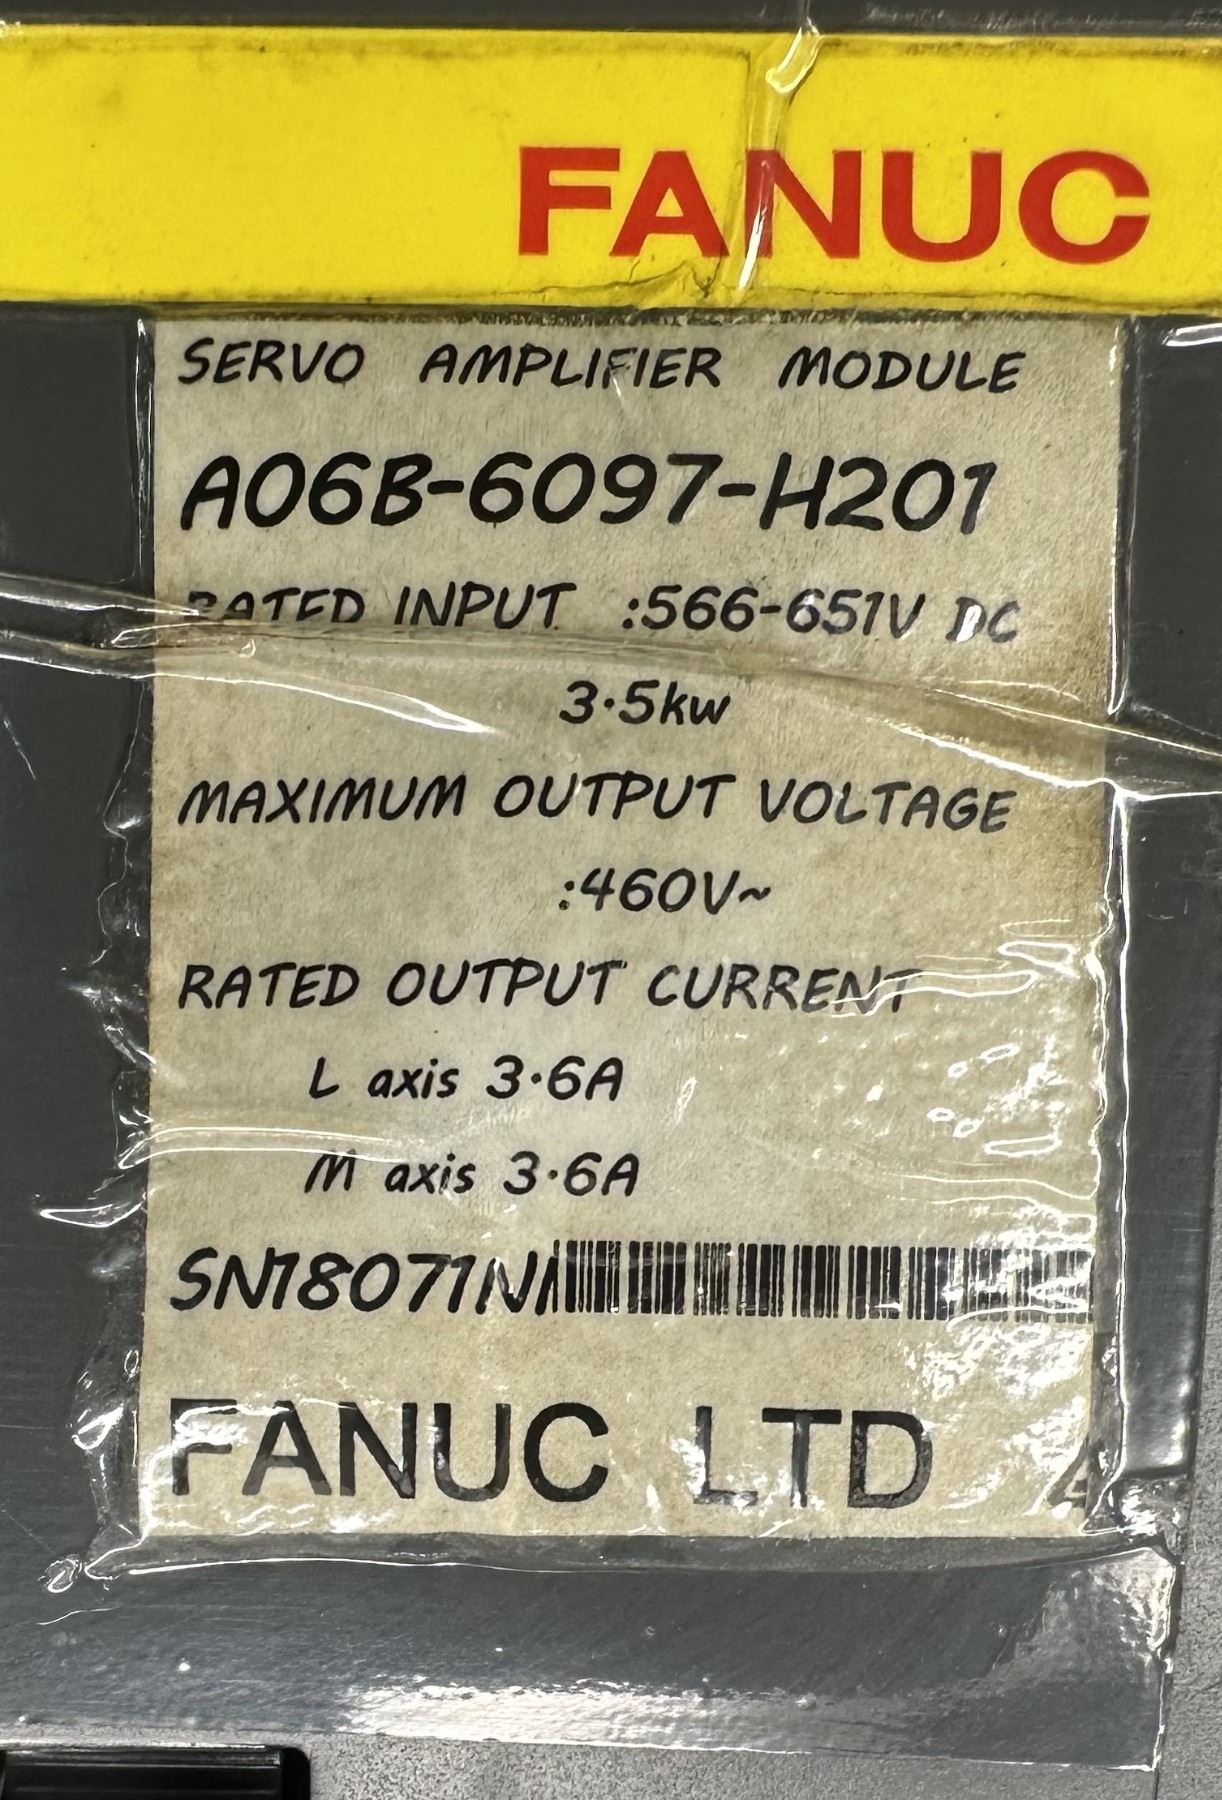 FANUC
SERVO AMPLIFIER MODULE
A06B-6097-H201
RATED INPUT :566-651V DC
3·5kw
MAXIMUM OUTPUT VOLTAGE
:460V~
RATED OUTPUT CURRENT
L axis 3·6A
M axis 3·6A
FANUC LTD